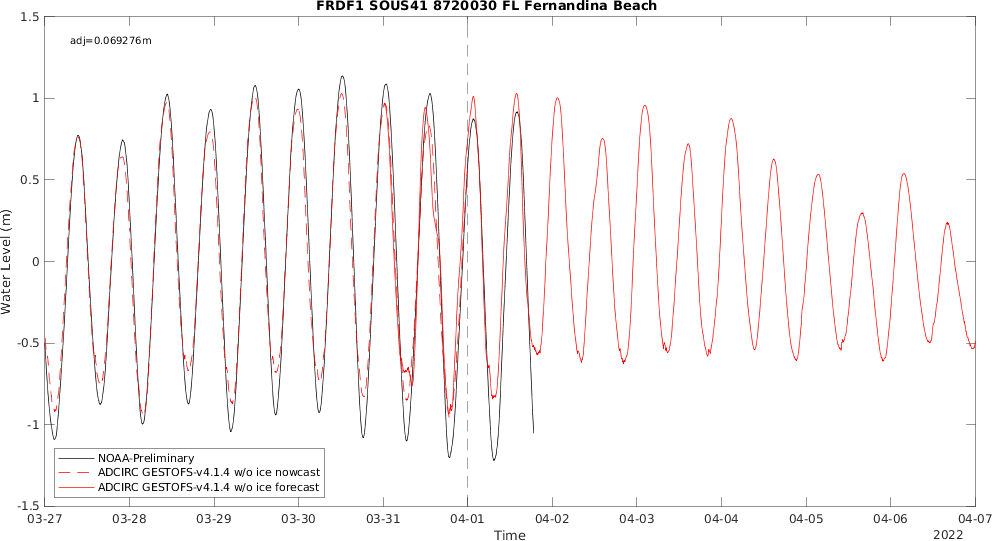 FRDF1 SOUS41 8720030 FL Fernandina Beach
adj=0.069276m
1.5
1
0.5
0
-0.5
-1
-1.5
Water Level (m)
NOAA-Preliminary
ADCIRC GESTOFS-v4.1.4 w/o ice nowcast
ADCIRC GESTOFS-v4.1.4 w/o ice forecast
03-27 03-28 03-29 03-30 03-31 04-01 04-02 04-03 04-04 04-05 04-06 04-07
Time
2022